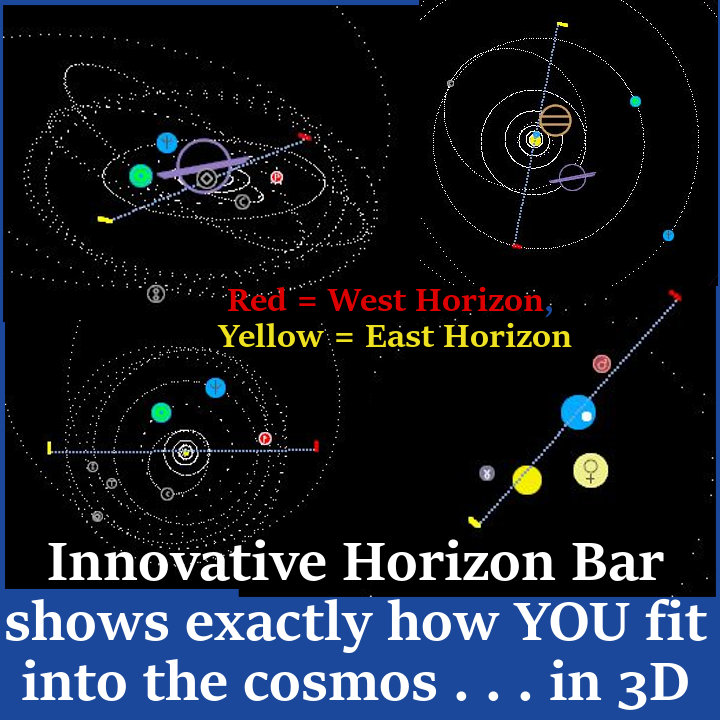 Red = West Horizon,
Yellow = East Horizon
Innovative Horizon Bar
shows exactly how YOU fit
into the cosmos . . . in 3D